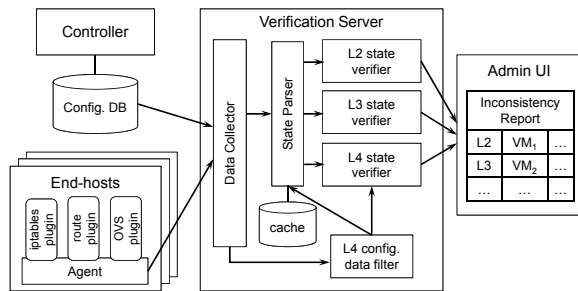 Controller
Config. DB
End-hosts
iptables
plugin
route
plugin
OVS
plugin
Agent
Verification Server
Data Collector
State Parser
cache
L2 state
verifier
L3 state
verifier
L4 state
verifier
L4 config.
data filter
Admin UI
Inconsistency
Report
L2 VM1 ...
L3 VM2 ...
... ... ...